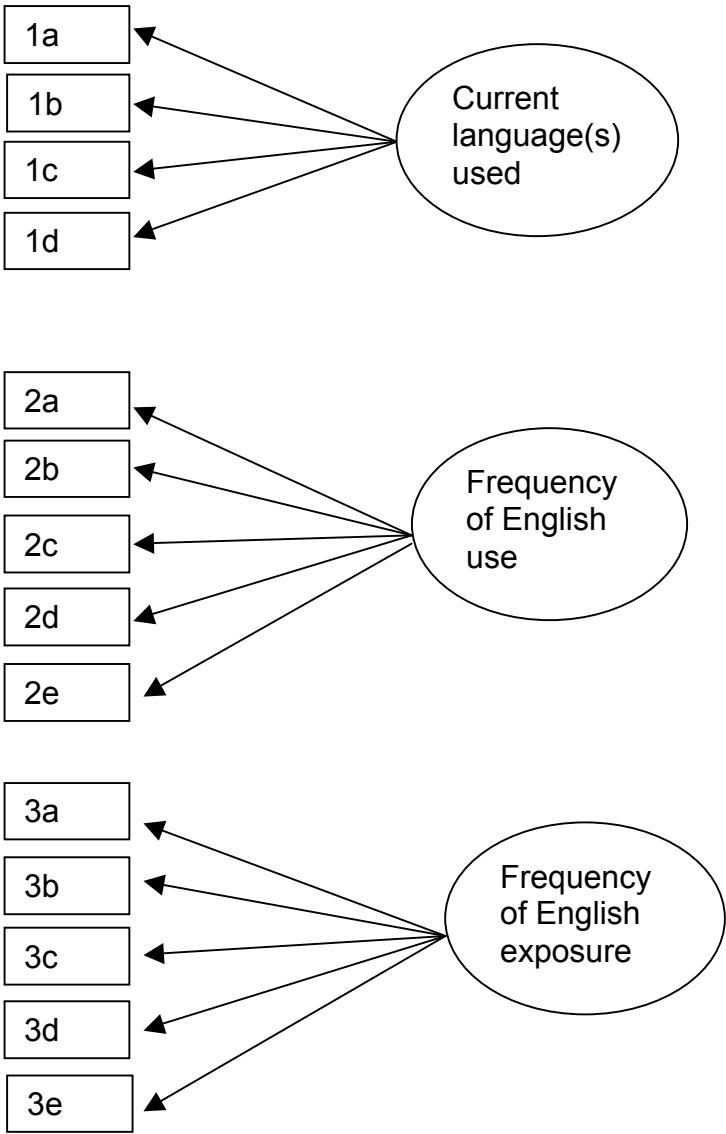 1a
1b
1c
1d
Current
language(s)
used
2a
2b
2c
2d
2e
Frequency
of English
use
3a
3b
3c
3d
3e
Frequency
of English
exposure